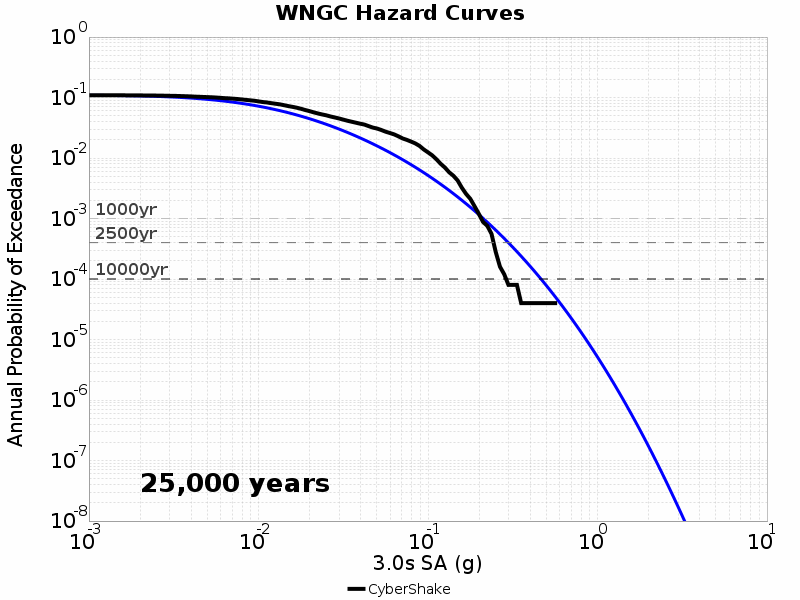 WNGC Hazard Curves
Annual Probability of Exceedance
10^0
10^-1
10^-2
10^-3
10^-4
10^-5
10^-6
10^-7
10^-8
1000yr
2500yr
10000yr
25,000 years
10^-3 10^-2 10^-1 10^0 10^1
3.0s SA (g)
CyberShake